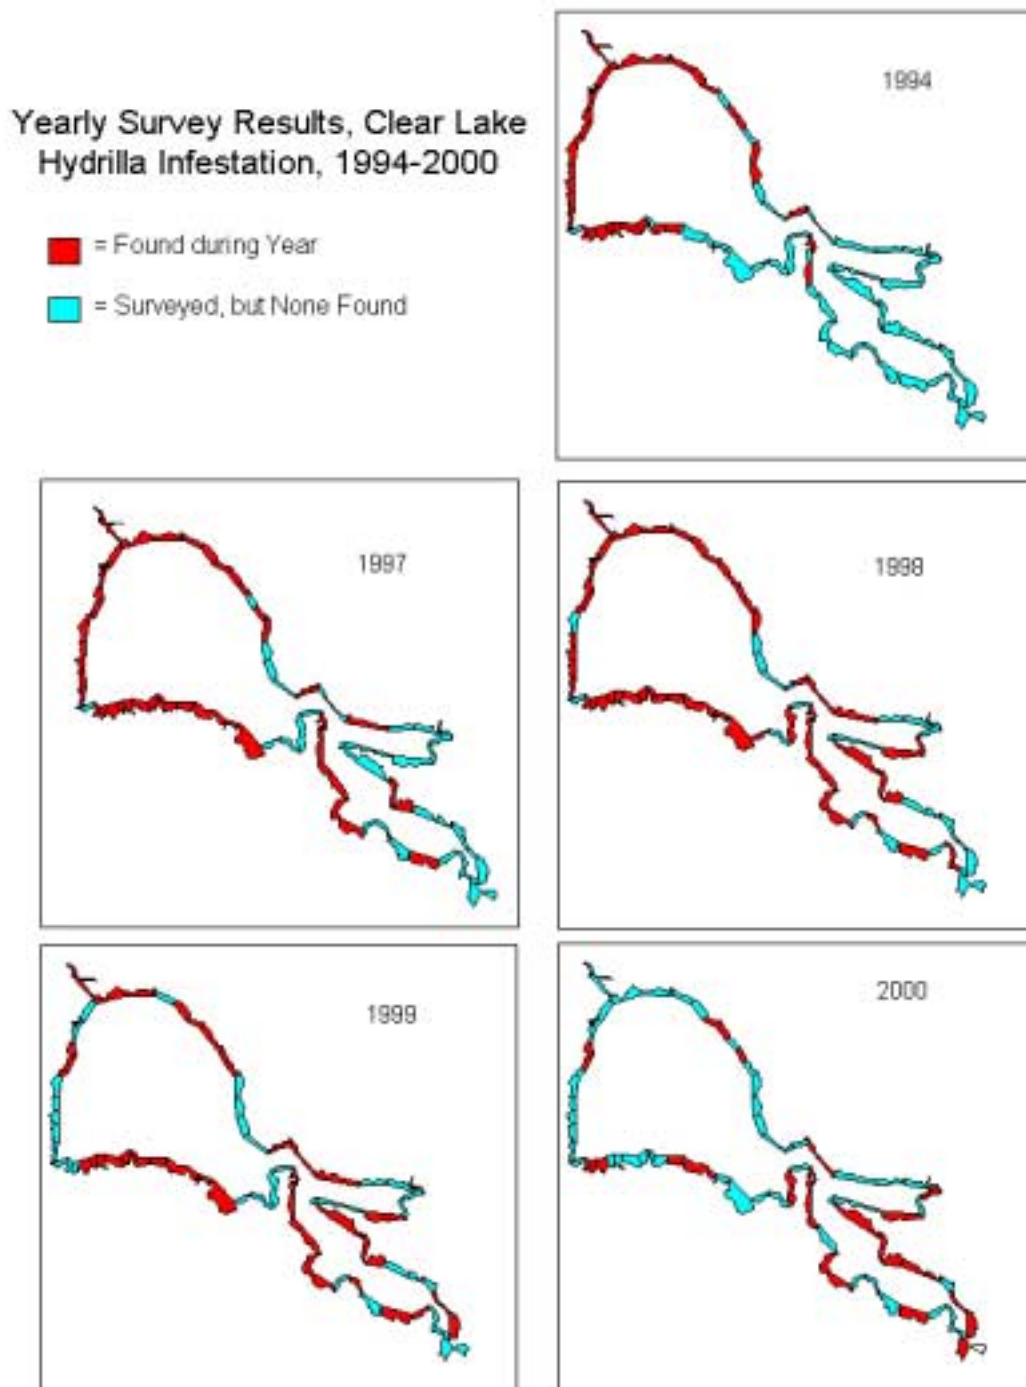 Yearly Survey Results, Clear Lake
Hydrilla Infestation, 1994-2000
= Found during Year
= Surveyed, but None Found
1994
1997
1998
1999
2000